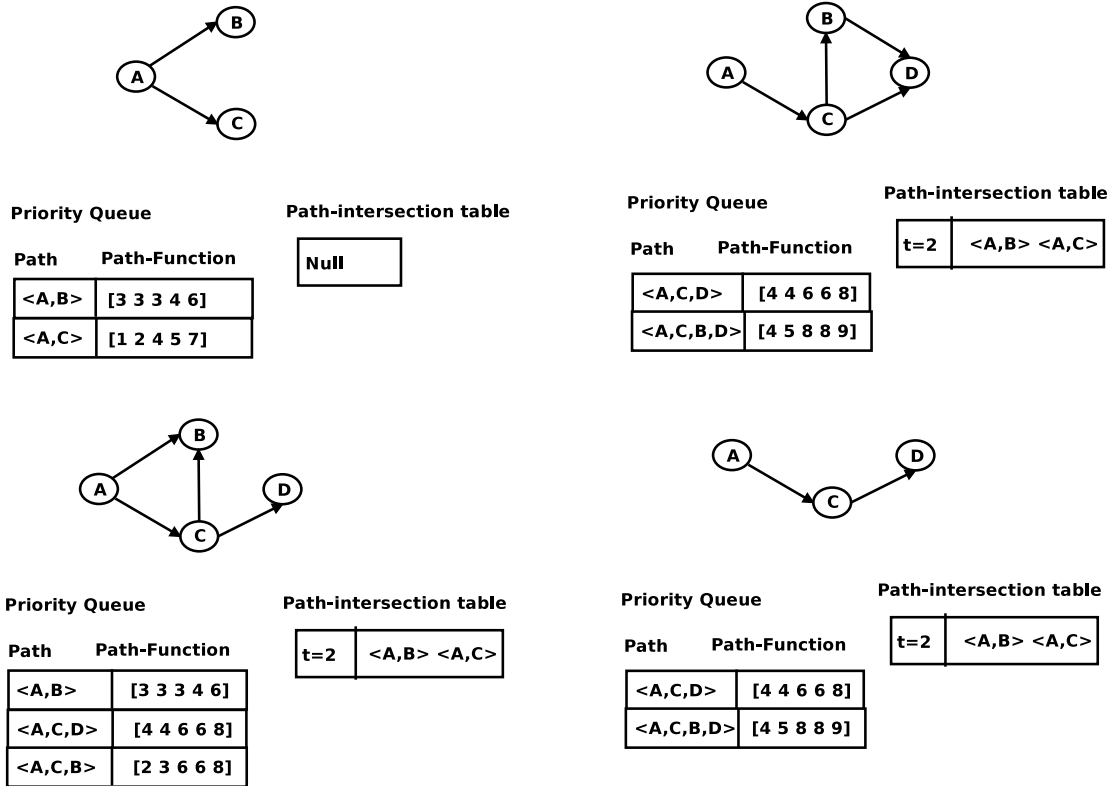 B
A
C
Priority Queue
Path-intersection table
Path Path-Function
Null
<A,B> [3 3 3 4 6]
<A,C> [1 2 4 5 7]
B
A
D
C
Priority Queue
Path-intersection table
Path Path-Function
t=2 <A,B> <A,C>
<A,C,D> [4 4 6 6 8]
<A,C,B,D> [4 5 8 8 9]
B
A
D
C
Priority Queue
Path-intersection table
Path Path-Function
t=2 <A,B> <A,C>
<A,B> [3 3 3 4 6]
<A,C,D> [4 4 6 6 8]
<A,C,B> [2 3 6 6 8]
A
D
C
Priority Queue
Path-intersection table
Path Path-Function
t=2 <A,B> <A,C>
<A,C,D> [4 4 6 6 8]
<A,C,B,D> [4 5 8 8 9]